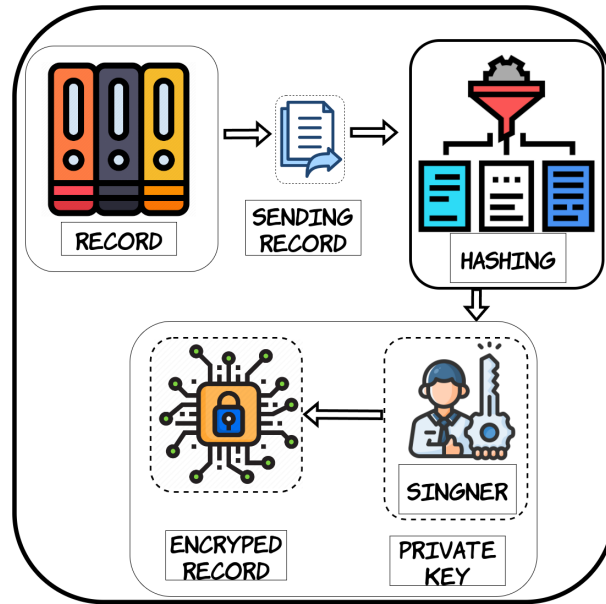 RECORD
SENDING
RECORD
HASHING
SINGNER
ENCRYPED
RECORD
PRIVATE
KEY